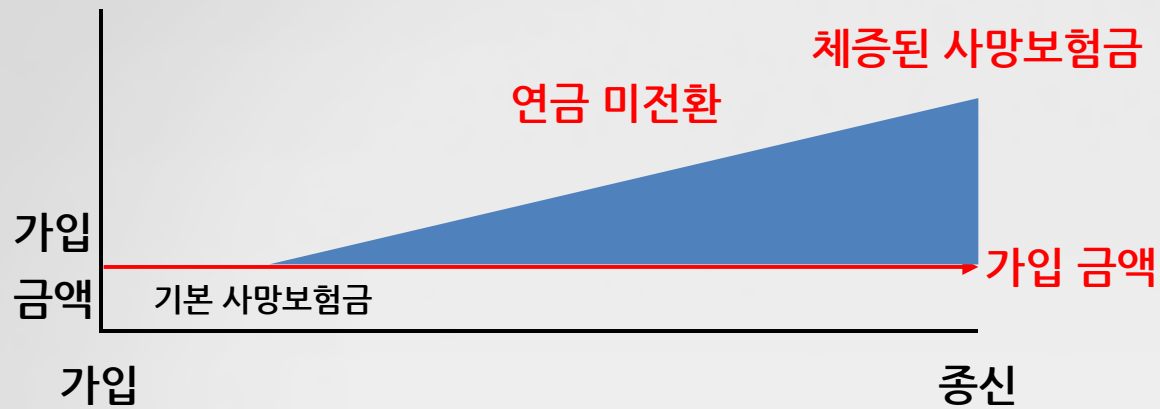 체증된 사망보험금
연금 미전환
가입
금액
가입 금액
기본 사망보험금
가입
종신